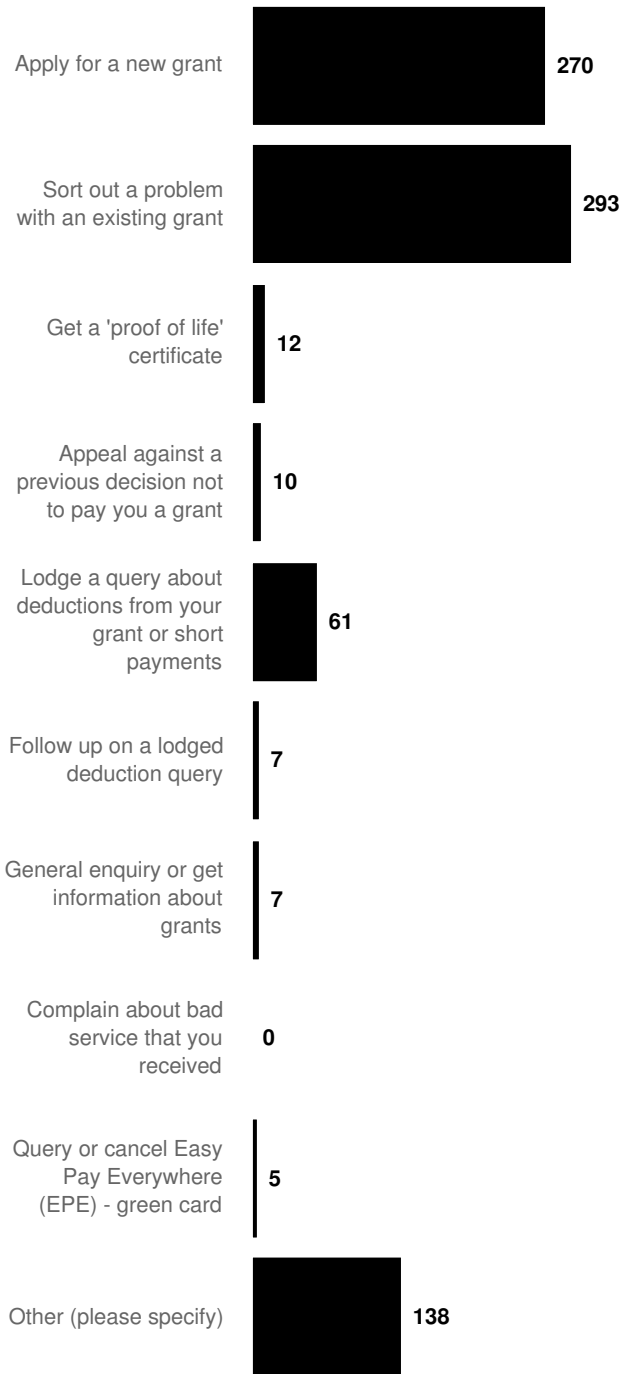 Apply for a new grant
270
Sort out a problem
with an existing grant
293
Get a 'proof of life'
certificate
12
Appeal against a
previous decision not
to pay you a grant
10
Lodge a query about
deductions from your
grant or short
payments
61
Follow up on a lodged
deduction query
7
General enquiry or get
information about
grants
7
Complain about bad
service that you
received
0
Query or cancel Easy
Pay Everywhere
(EPE) - green card
5
Other (please specify)
138